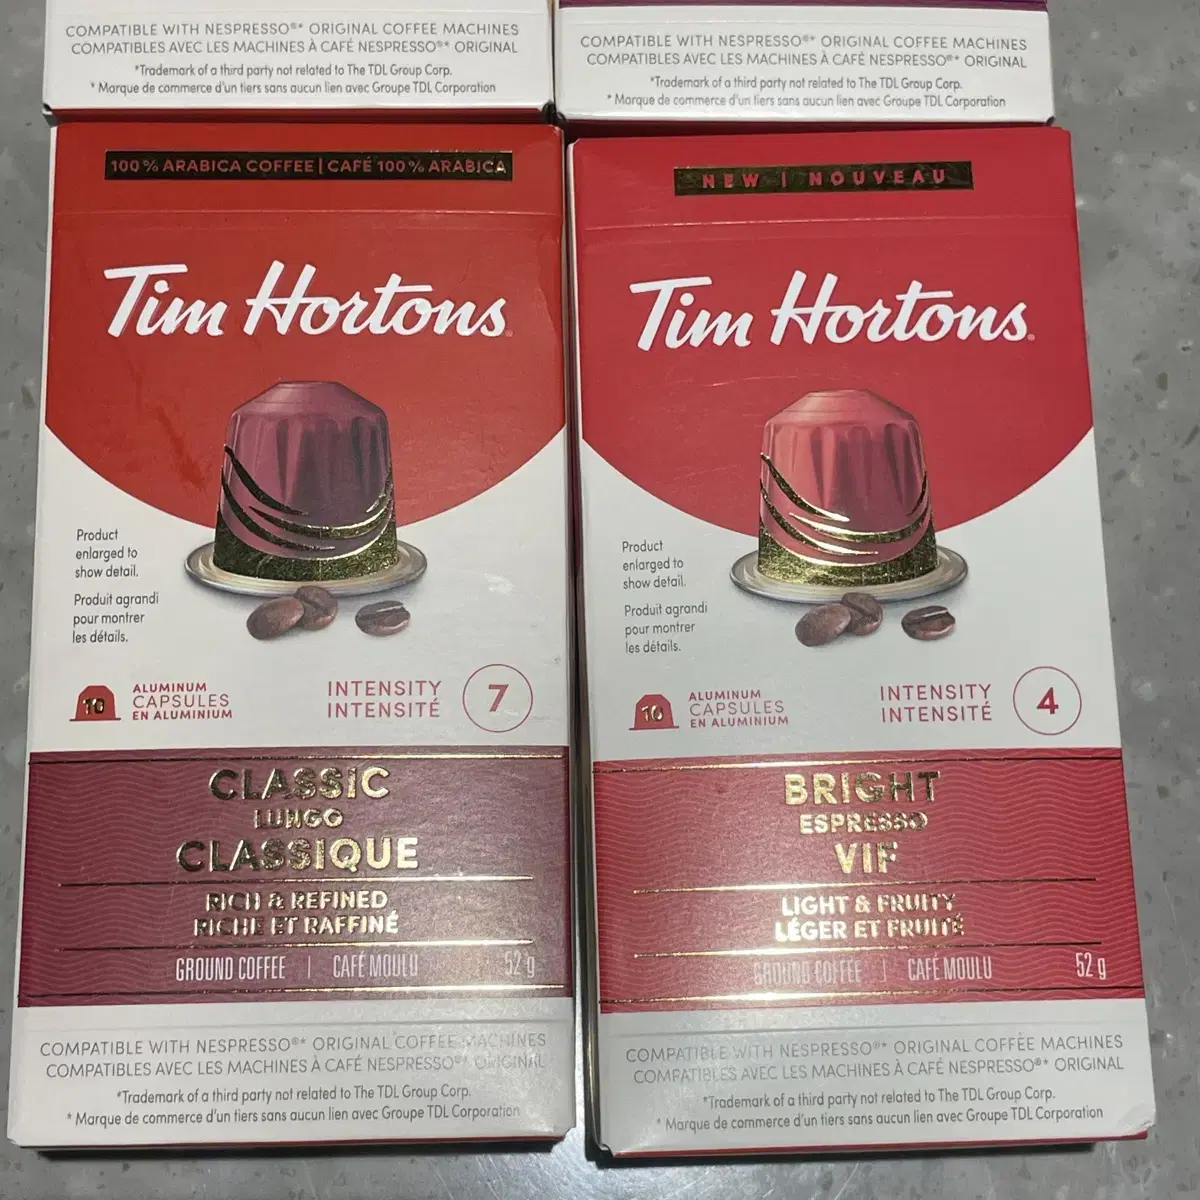 COMPATIBLE WITH NESPRESSO®* ORIGINAL COFFEE MACHINES
COMPATIBLES AVEC LES MACHINES À CAFÉ NESPRESSO®* ORIGINAL
*Trademark of a third party not related to The TDL Group Corp.
* Marque de commerce d'un tiers sans aucun lien avec Groupe TDL Corporation
COMPATIBLE WITH NESPRESSO®* ORIGINAL COFFEE MACHINES
COMPATIBLES AVEC LES MACHINES À CAFÉ NESPRESSO®* ORIGINAL
*Trademark of a third party not related to The TDL Group Corp.
* Marque de commerce d'un tiers sans aucun lien avec Groupe TDL Corporation
100% ARABICA COFFEE | CAFÉ 100% ARABICA
Tim Hortons®
Product
enlarged to
show detail.
Produit agrandi
pour montrer
les détails.
10
ALUMINUM
CAPSULES
EN ALUMINIUM
INTENSITY
INTENSITÉ
7
CLASSIC
LUNGO
CLASSIQUE
RICH & REFINED
RICHE ET RAFFINÉ
GROUND COFFEE | CAFÉ MOULU 52 g
COMPATIBLE WITH NESPRESSO®* ORIGINAL COFFEE MACHINES
COMPATIBLES AVEC LES MACHINES À CAFÉ NESPRESSO®* ORIGINAL
*Trademark of a third party not related to The TDL Group Corp.
* Marque de commerce d'un tiers sans aucun lien avec Groupe TDL Corporation
NEW | NOUVEAU
Tim Hortons®
Product
enlarged to
show detail.
Produit agrandi
pour montrer
les détails.
10
ALUMINUM
CAPSULES
EN ALUMINIUM
INTENSITY
INTENSITÉ
4
BRIGHT
ESPRESSO
VIF
LIGHT & FRUITY
LÉGER ET FRUITÉ
GROUND COFFEE | CAFÉ MOULU 52 g
COMPATIBLE WITH NESPRESSO®* ORIGINAL COFFEE MACHINES
COMPATIBLES AVEC LES MACHINES À CAFÉ NESPRESSO®* ORIGINAL
*Trademark of a third party not related to The TDL Group Corp.
* Marque de commerce d'un tiers sans aucun lien avec Groupe TDL Corporation